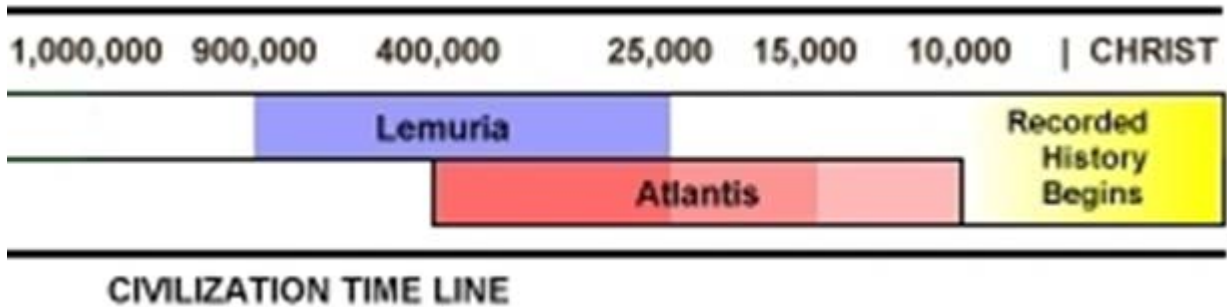 1,000,000 900,000 400,000 25,000 15,000 10,000 | CHRIST
Lemuria
Atlantis
Recorded
History
Begins
CIVILIZATION TIME LINE